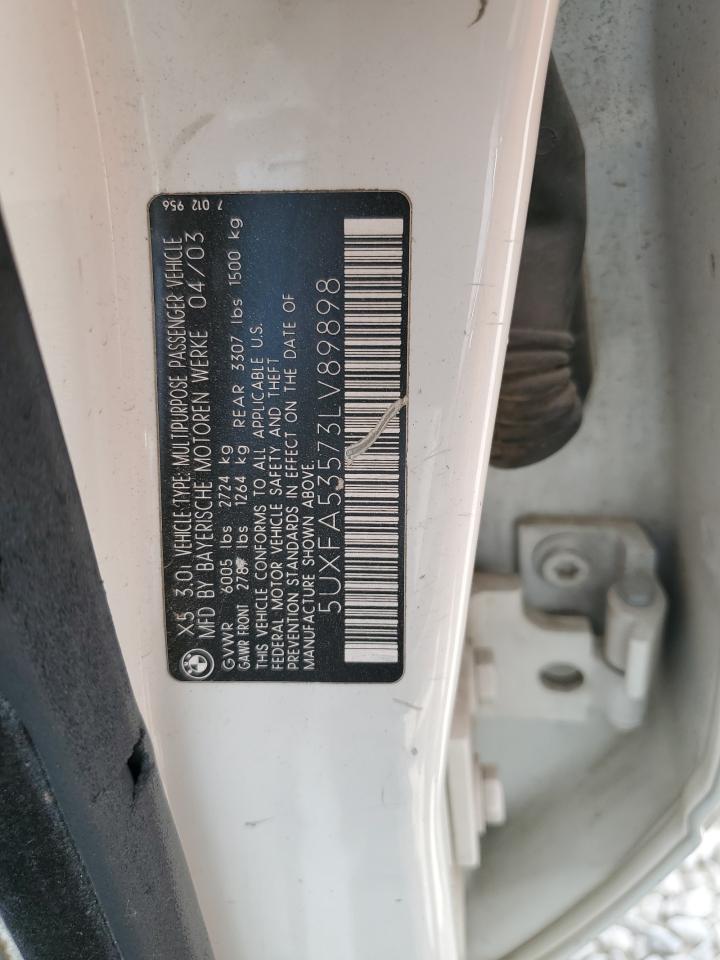 X5 3.0i VEHICLE TYPE: MULTIPURPOSE PASSENGER VEHICLE
MFD BY BAYERISCHE MOTOREN WERKE 04/03
GVWR 6005 lbs 2724 kg
GAWR FRONT 2787 lbs 1264 kg REAR 3307 lbs 1500 kg
THIS VEHICLE CONFORMS TO ALL APPLICABLE U.S.
FEDERAL MOTOR VEHICLE SAFETY AND THEFT
PREVENTION STANDARDS IN EFFECT ON THE DATE OF
MANUFACTURE SHOWN ABOVE.
5UXFA53573LV89898
7 012 956